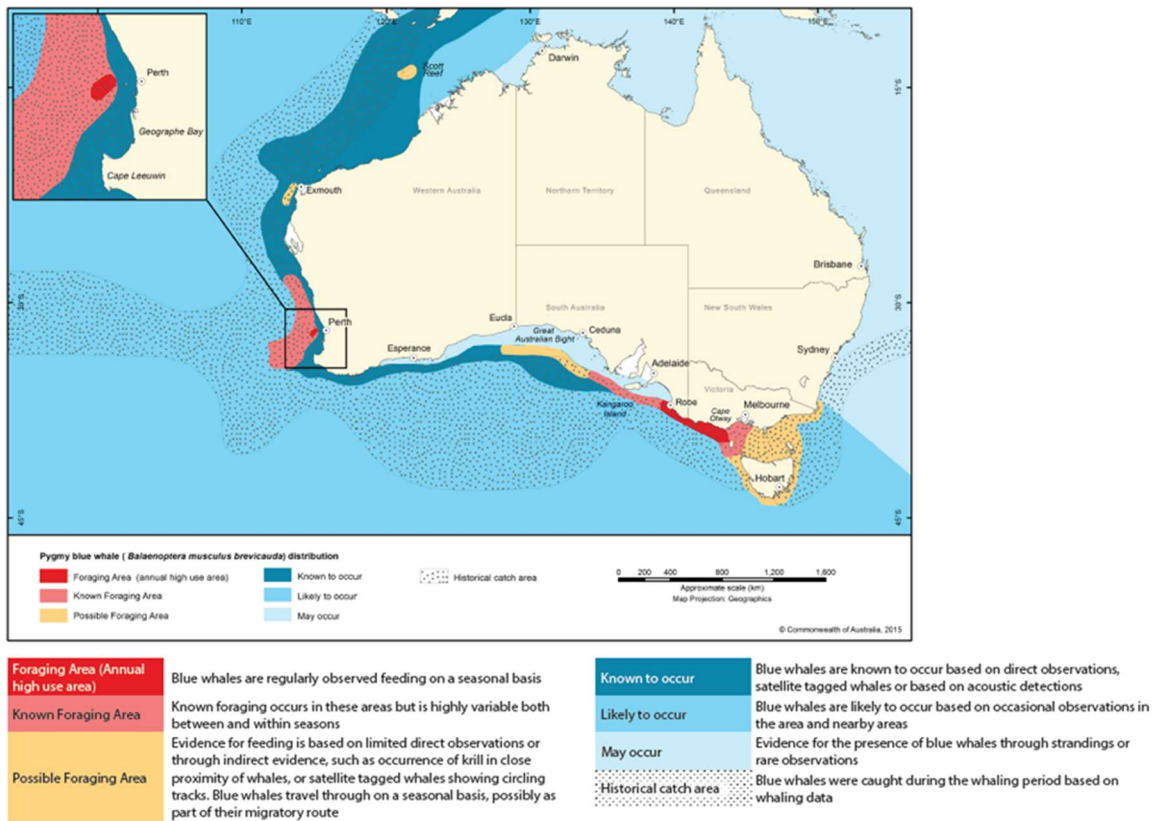 110°E
120°E
130°E
140°E
150°E
Perth
Geographe Bay
Cape Leeuwin
Scott
Reef
Darwin
15°S
15°S
Exmouth
Western Australia
Northern Territory
Queensland
Brisbane
30°S
30°S
South Australia
New South Wales
Perth
Eucla
Great
Australian Bight
Ceduna
Esperance
Sydney
Adelaide
Victoria
Kangaroo
Island
Robe
Cape
Otway
Melbourne
Hobart
45°S
45°S
Pygmy blue whale ( Balaenoptera musculus brevicauda) distribution
Foraging Area (annual high use area)
Known Foraging Area
Possible Foraging Area
Known to occur
Likely to occur
May occur
Historical catch area
0 200 400 800 1,200 1,600
Approximate scale (km)
Map Projection: Geographics
© Commonwealth of Australia, 2015
Foraging Area (Annual
high use area)
Blue whales are regularly observed feeding on a seasonal basis
Known Foraging Area
Known foraging occurs in these areas but is highly variable both
between and within seasons
Possible Foraging Area
Evidence for feeding is based on limited direct observations or
through indirect evidence, such as occurrence of krill in close
proximity of whales, or satellite tagged whales showing circling
tracks. Blue whales travel through on a seasonal basis, possibly as
part of their migratory route
Known to occur
Blue whales are known to occur based on direct observations,
satellite tagged whales or based on acoustic detections
Likely to occur
Blue whales are likely to occur based on occasional observations in
the area and nearby areas
May occur
Evidence for the presence of blue whales through strandings or
rare observations
Historical catch area
Blue whales were caught during the whaling period based on
whaling data